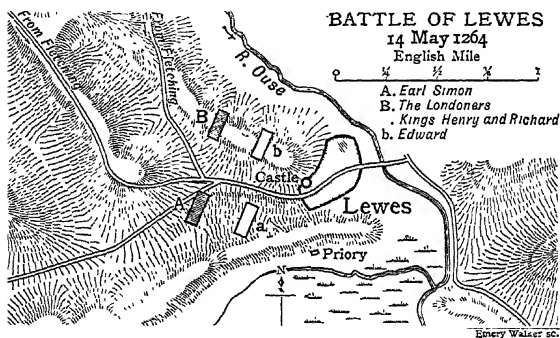 BATTLE OF LEWES
14 May 1264
English Mile
0 ¼ ½ ¾ 1
A. Earl Simon
B. The Londoners
. Kings Henry and Richard
b. Edward
From Fletching
From Fletching
R. Ouse
B
b
Castle
Lewes
A
a
Priory
N
Emery Walker sc.